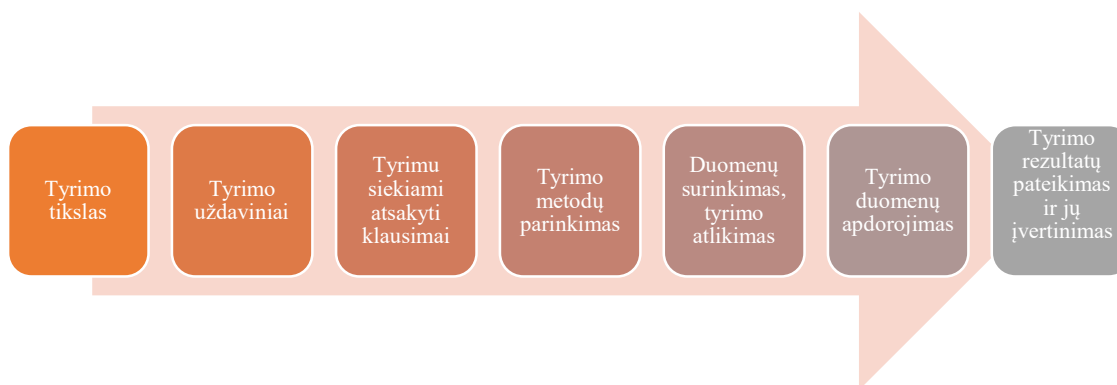 Tyrimo
tikslas
Tyrimo
uždaviniai
Tyrimu
siekiami
atsakyti
klausimai
Tyrimo
metodų
parinkimas
Duomenų
surinkimas,
tyrimo
atlikimas
Tyrimo
duomenų
apdorojimas
Tyrimo
rezultatų
pateikimas
ir jų
įvertinimas